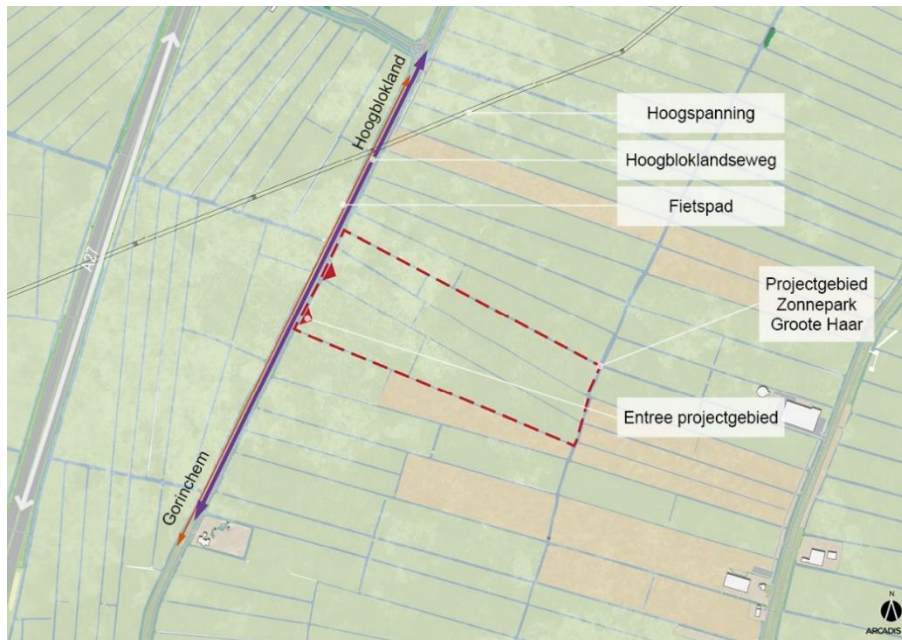 Hoogblokland
Hoogspanning
Hoogbloklandseweg
Fietspad
A27
Projectgebied
Zonnepark
Groote Haar
Entree projectgebied
Gorinchem
N
ARCADIS